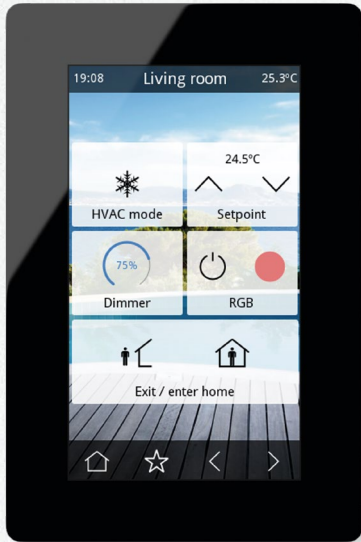 19:08 Living room 25.3°C
24.5°C
HVAC mode Setpoint
75%
Dimmer RGB
Exit / enter home